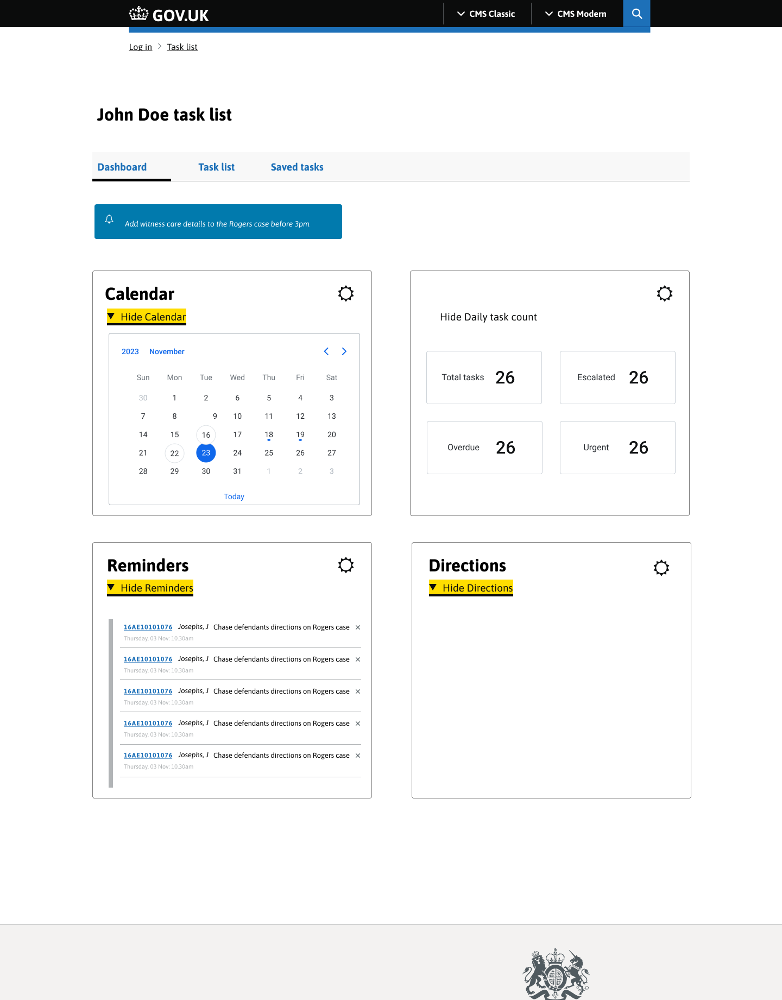 GOV.UK
CMS Classic
CMS Modern
Log in
Task list
John Doe task list
Dashboard
Task list
Saved tasks
Add witness care details to the Rogers case before 3pm
Calendar
Hide Calendar
2023 November
Sun Mon Tue Wed Thu Fri Sat
30 1 2 6 5 4 3
7 8 9 10 11 12 13
14 15 16 17 18 19 20
21 22 23 24 25 26 27
28 29 30 31 1 2 3
Today
Hide Daily task count
Total tasks 26
Escalated 26
Overdue 26
Urgent 26
Reminders
Hide Reminders
16AE10101076 Josephs, J Chase defendants directions on Rogers case
Thursday, 03 Nov: 10.30am
16AE10101076 Josephs, J Chase defendants directions on Rogers case
Thursday, 03 Nov: 10.30am
16AE10101076 Josephs, J Chase defendants directions on Rogers case
Thursday, 03 Nov: 10.30am
16AE10101076 Josephs, J Chase defendants directions on Rogers case
Thursday, 03 Nov: 10.30am
16AE10101076 Josephs, J Chase defendants directions on Rogers case
Thursday, 03 Nov: 10.30am
Directions
Hide Directions